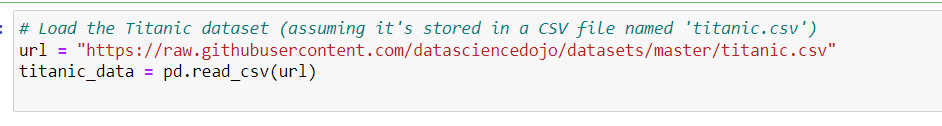 # Load the Titanic dataset (assuming it's stored in a CSV file named 'titanic.csv')
url = "https://raw.githubusercontent.com/datasciencedojo/datasets/master/titanic.csv"
titanic_data = pd.read_csv(url)